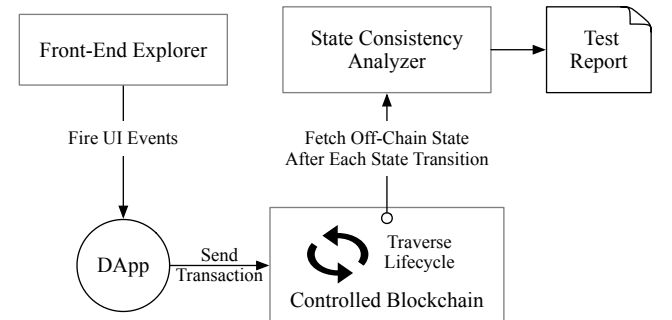 Front-End Explorer
State Consistency
Analyzer
Test
Report
Fire UI Events
Fetch Off-Chain State
After Each State Transition
DApp
Send
Transaction
Traverse
Lifecycle
Controlled Blockchain